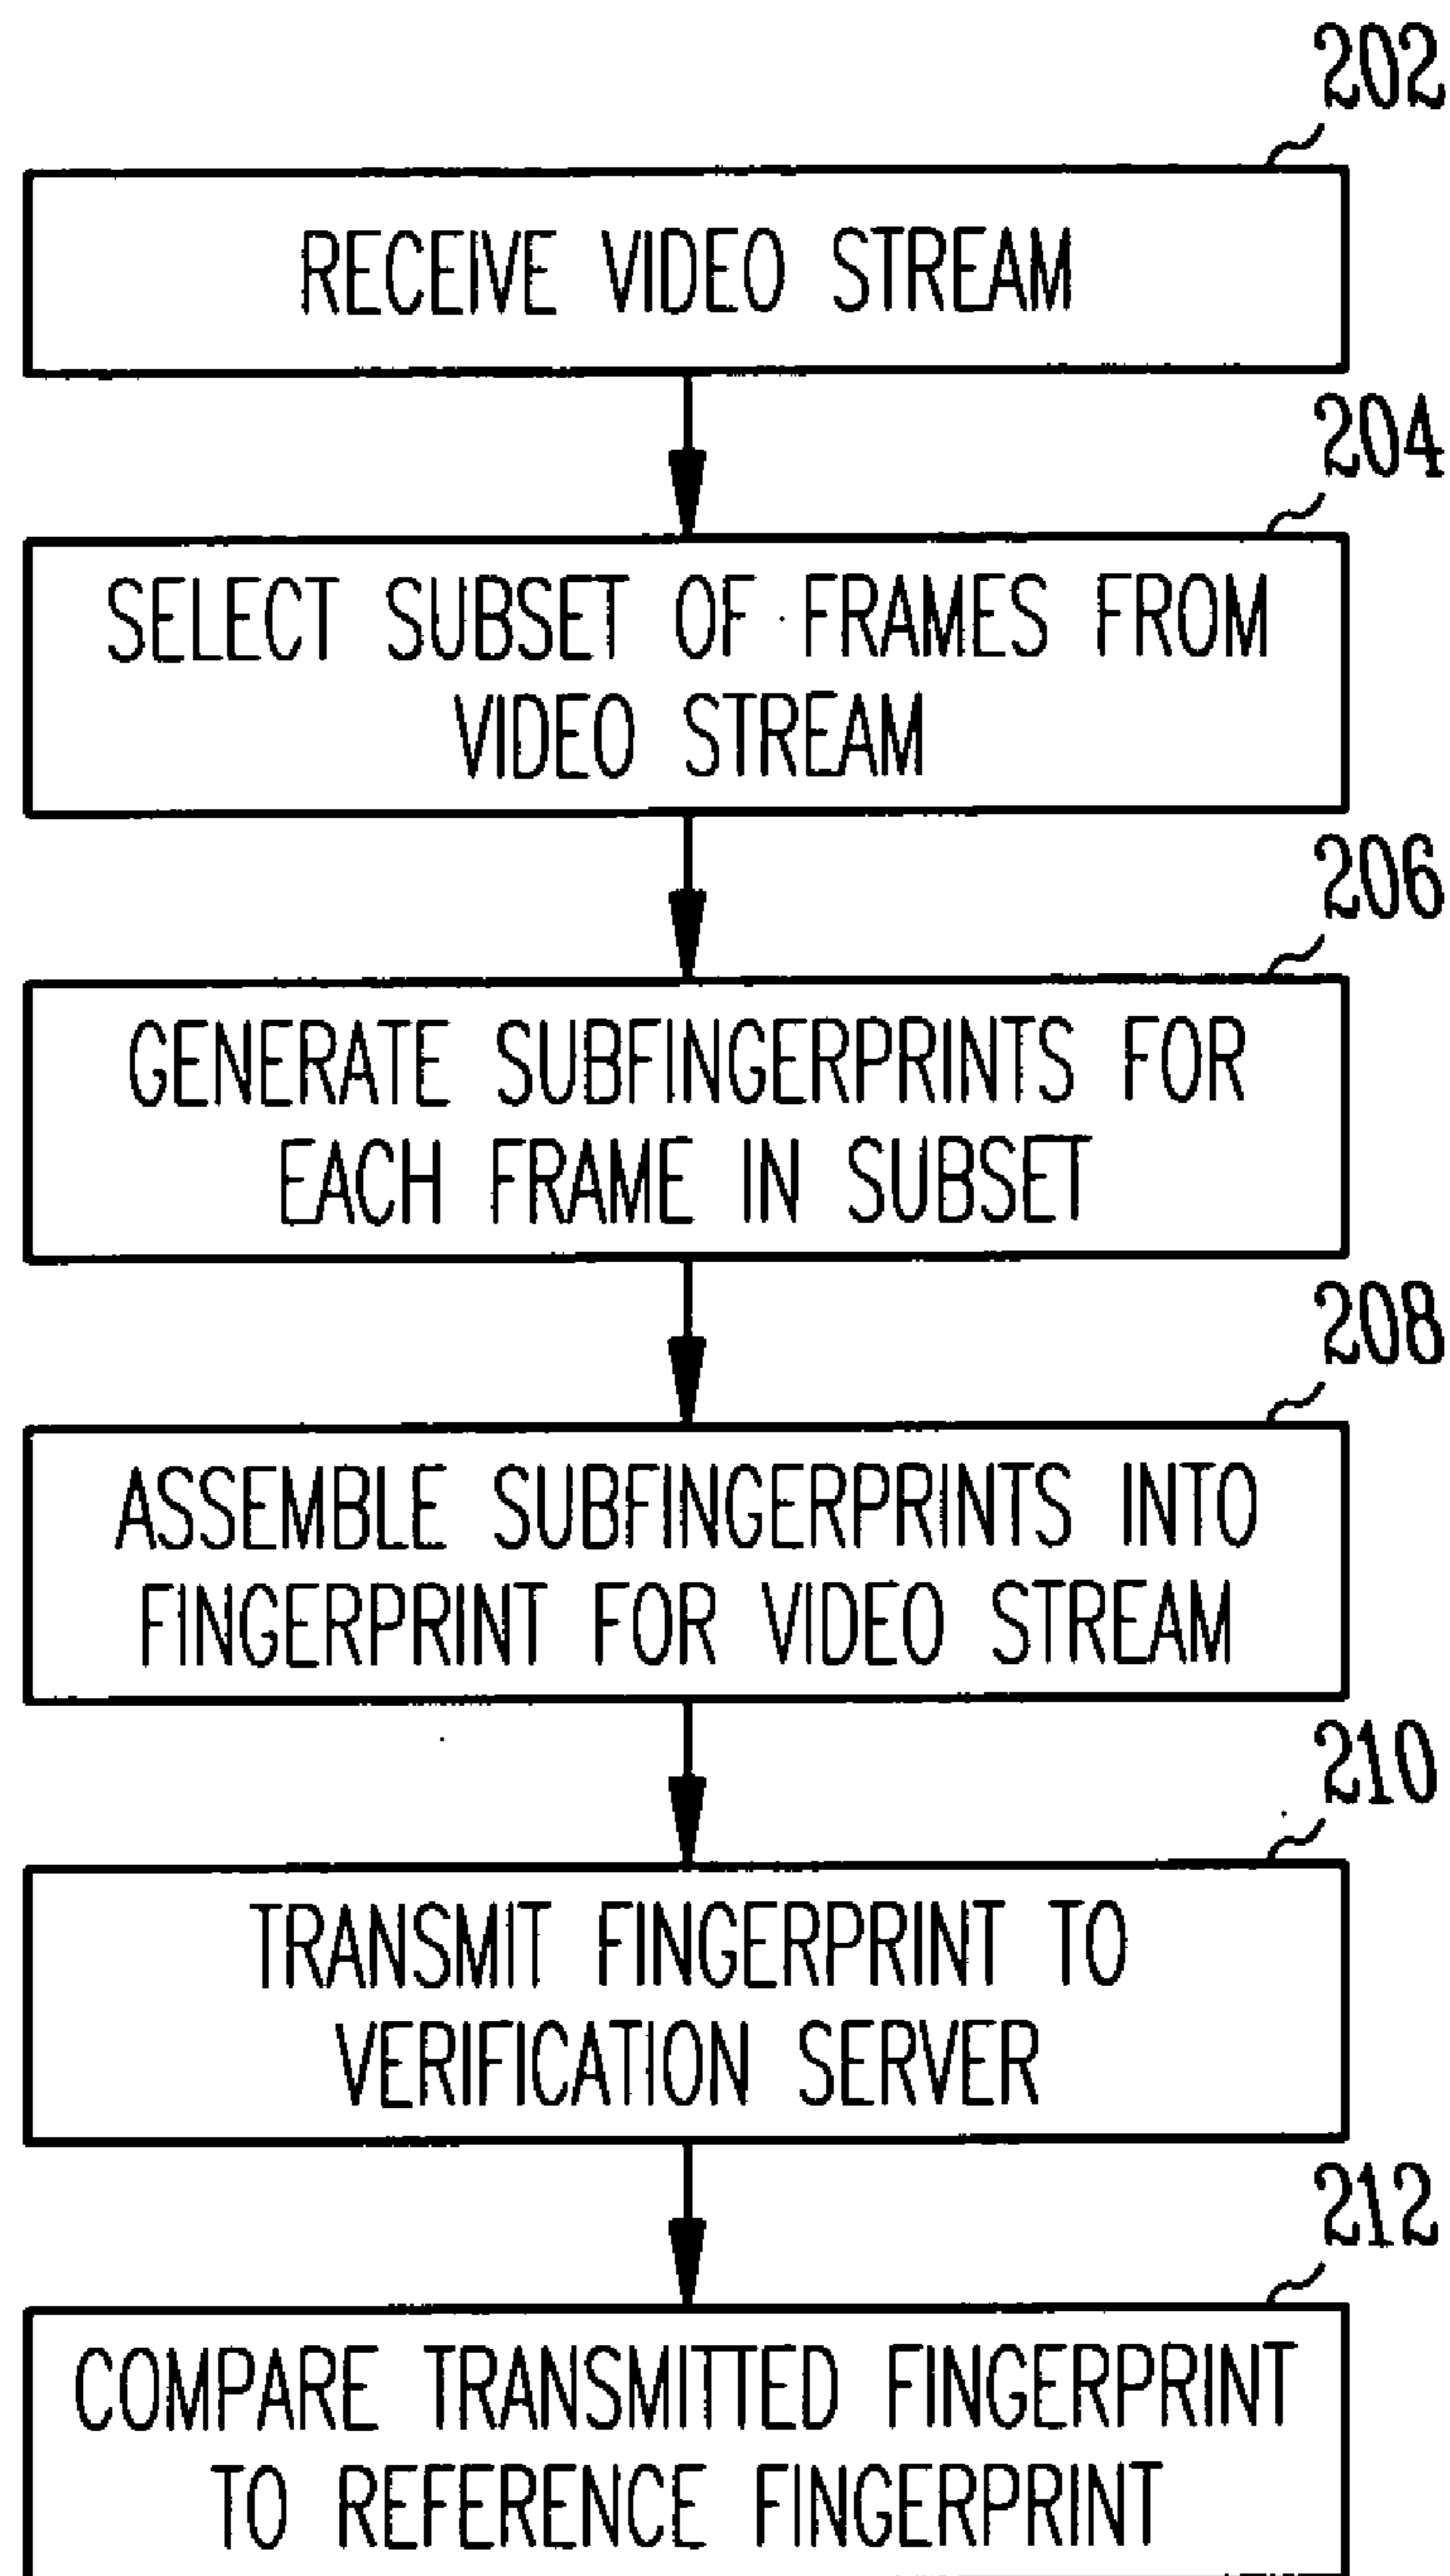 202
RECEIVE VIDEO STREAM
204
SELECT SUBSET OF FRAMES FROM
VIDEO STREAM
206
GENERATE SUBFINGERPRINTS FOR
EACH FRAME IN SUBSET
208
ASSEMBLE SUBFINGERPRINTS INTO
FINGERPRINT FOR VIDEO STREAM
210
TRANSMIT FINGERPRINT TO
VERIFICATION SERVER
212
COMPARE TRANSMITTED FINGERPRINT
TO REFERENCE FINGERPRINT